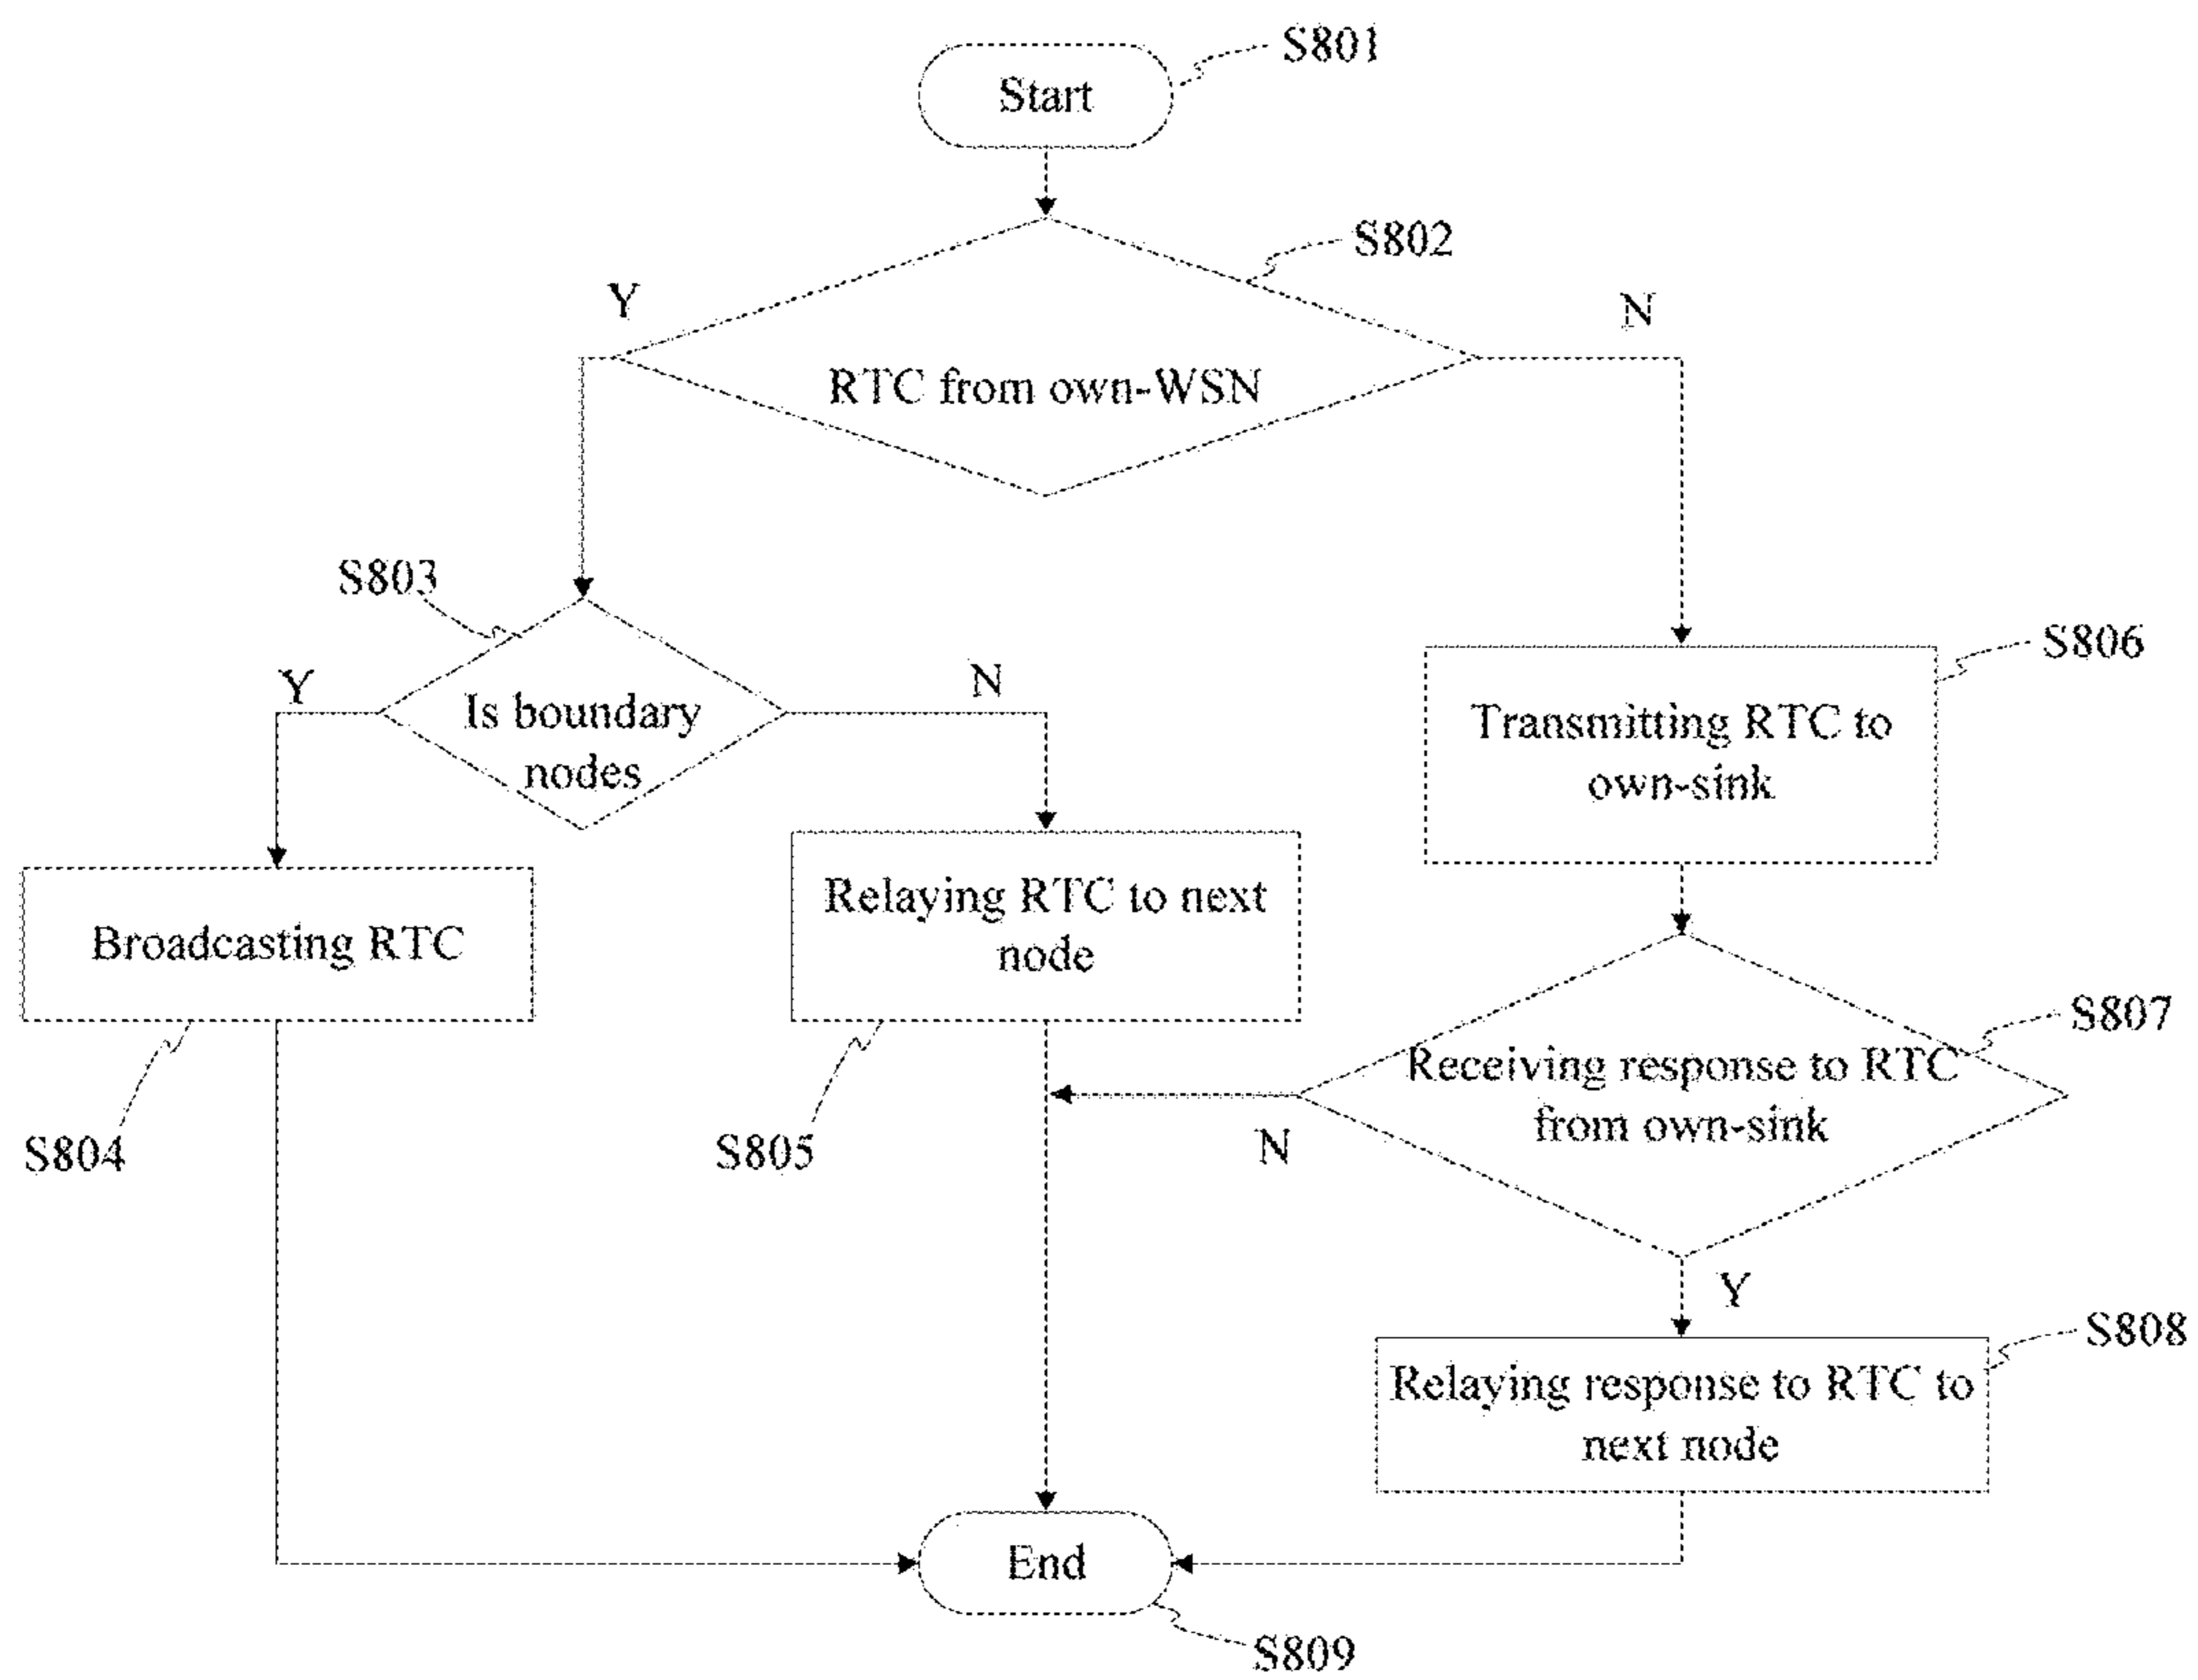 S801
Start
S802
Y
N
RTC from own-WSN
S803
S806
Y
N
Is boundary
nodes
Transmitting RTC to
own-sink
Relaying RTC to next
node
Broadcasting RTC
S807
Receiving response to RTC
from own-sink
S804
S805
N
Y
S808
Relaying response to RTC to
next node
End
S809